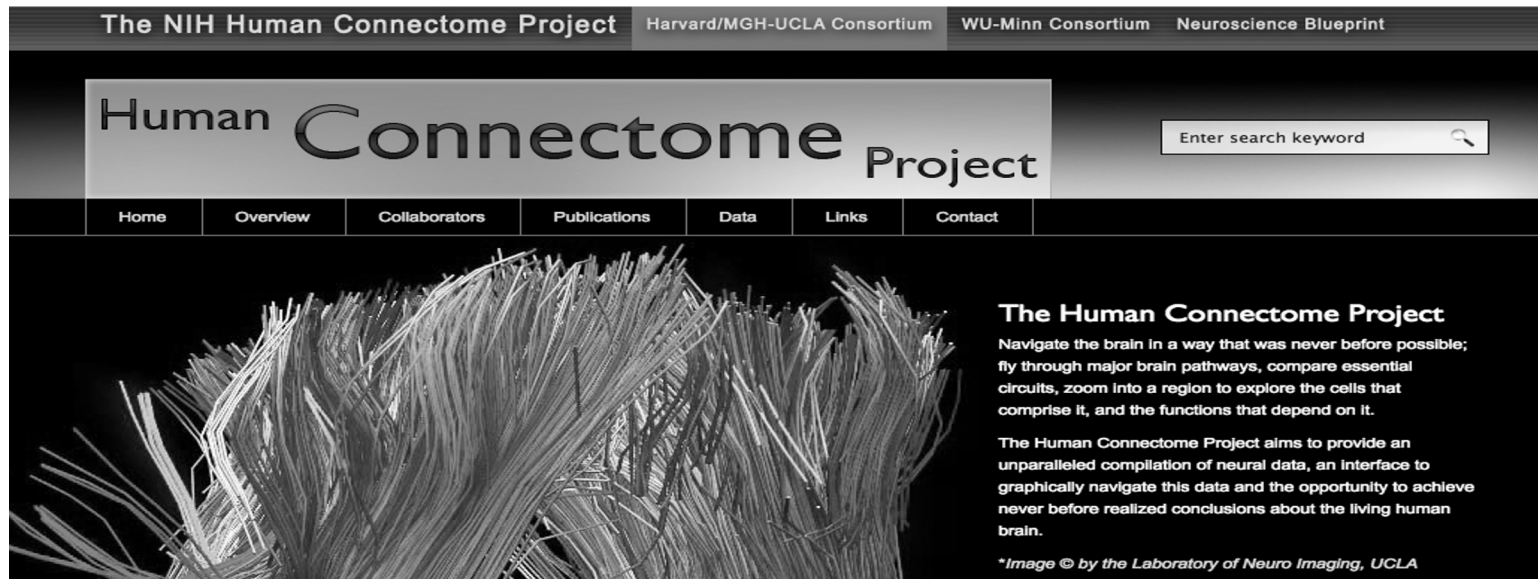 The NIH Human Connectome Project Harvard/MGH-UCLA Consortium WU-Minn Consortium Neuroscience Blueprint
Human Connectome Project
Enter search keyword
Home Overview Collaborators Publications Data Links Contact
The Human Connectome Project
Navigate the brain in a way that was never before possible;
fly through major brain pathways, compare essential
circuits, zoom into a region to explore the cells that
comprise it, and the functions that depend on it.
The Human Connectome Project aims to provide an
unparalleled compilation of neural data, an interface to
graphically navigate this data and the opportunity to achieve
never before realized conclusions about the living human
brain.
*Image © by the Laboratory of Neuro Imaging, UCLA